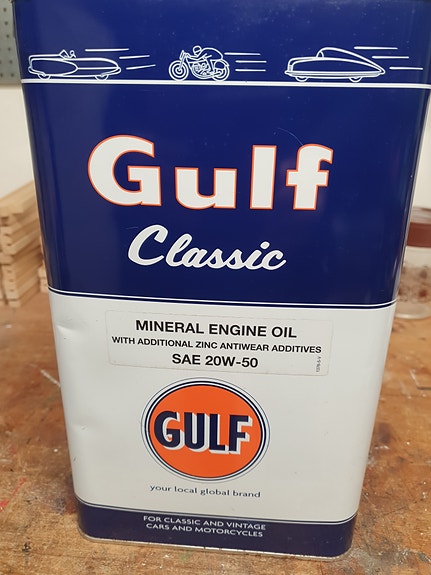 Gulf
Classic
MINERAL ENGINE OIL
WITH ADDITIONAL ZINC ANTIWEAR ADDITIVES
SAE 20W-50
GULF
your local global brand
FOR CLASSIC AND VINTAGE
CARS AND MOTORCYCLES